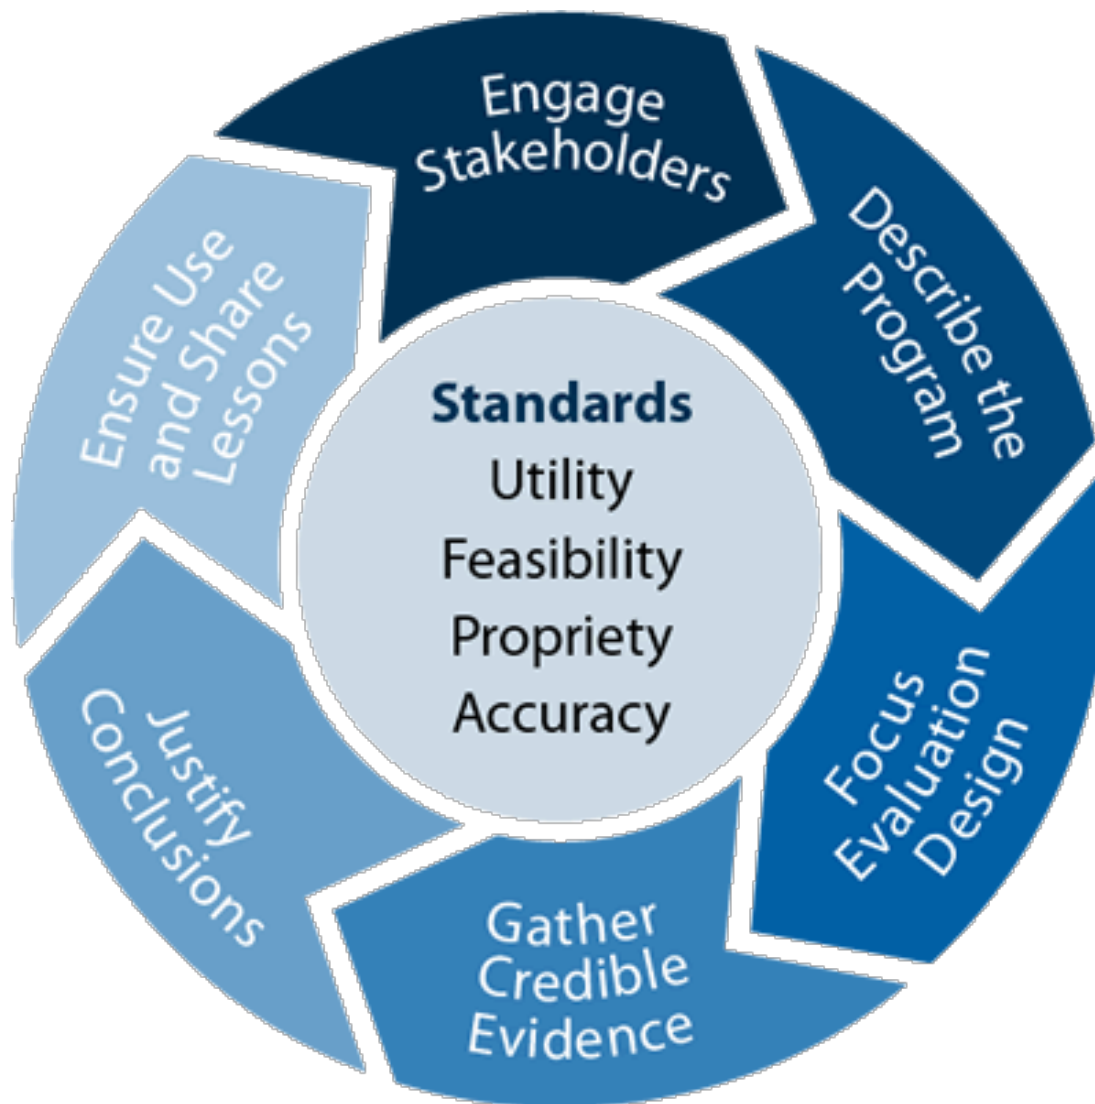 Engage
Stakeholders
Describe the
Program
Focus
Evaluation
Design
Gather
Credible
Evidence
Justify
Conclusions
Ensure Use
and Share
Lessons
Standards
Utility
Feasibility
Propriety
Accuracy